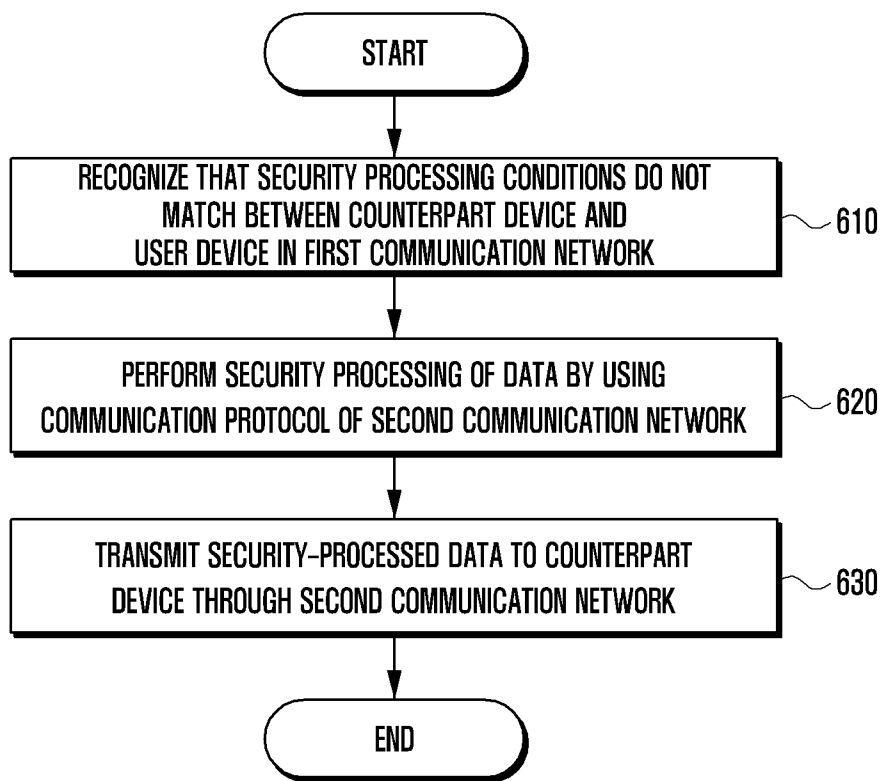 START
RECOGNIZE THAT SECURITY PROCESSING CONDITIONS DO NOT
MATCH BETWEEN COUNTERPART DEVICE AND
USER DEVICE IN FIRST COMMUNICATION NETWORK
610
PERFORM SECURITY PROCESSING OF DATA BY USING
COMMUNICATION PROTOCOL OF SECOND COMMUNICATION NETWORK
620
TRANSMIT SECURITY-PROCESSED DATA TO COUNTERPART
DEVICE THROUGH SECOND COMMUNICATION NETWORK
630
END